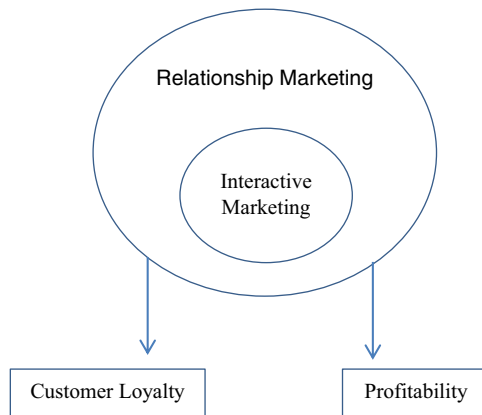 Relationship Marketing
Interactive
Marketing
Customer Loyalty
Profitability